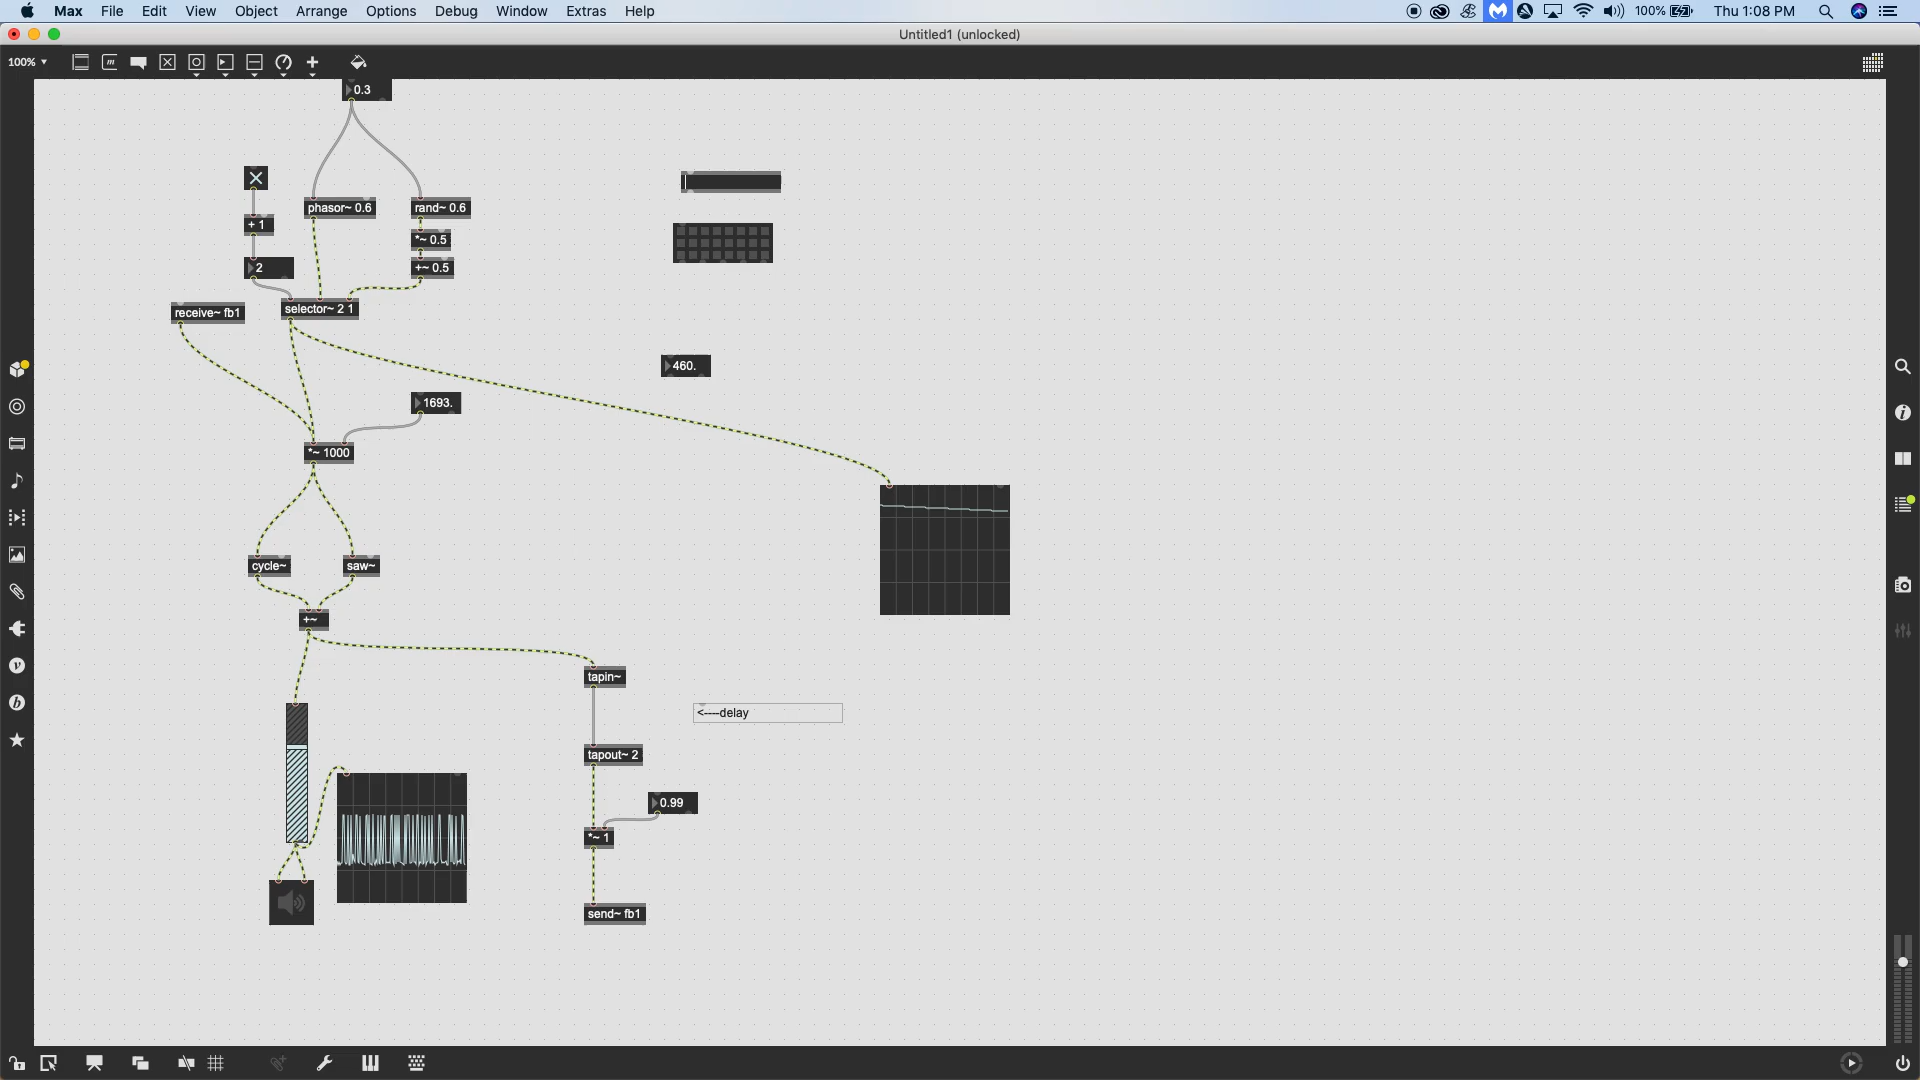 Max File Edit View Object Arrange Options Debug Window Extras Help 100% Thu 1:08 PM
Untitled1 (unlocked)
100%
0.3
phasor~ 0.6
rand~ 0.6
+ 1
*~ 0.5
2
+~ 0.5
receive~ fb1
selector~ 2 1
460.
1693.
*~ 1000
cycle~
saw~
+~
tapin~
<----delay
tapout~ 2
0.99
*~ 1
send~ fb1